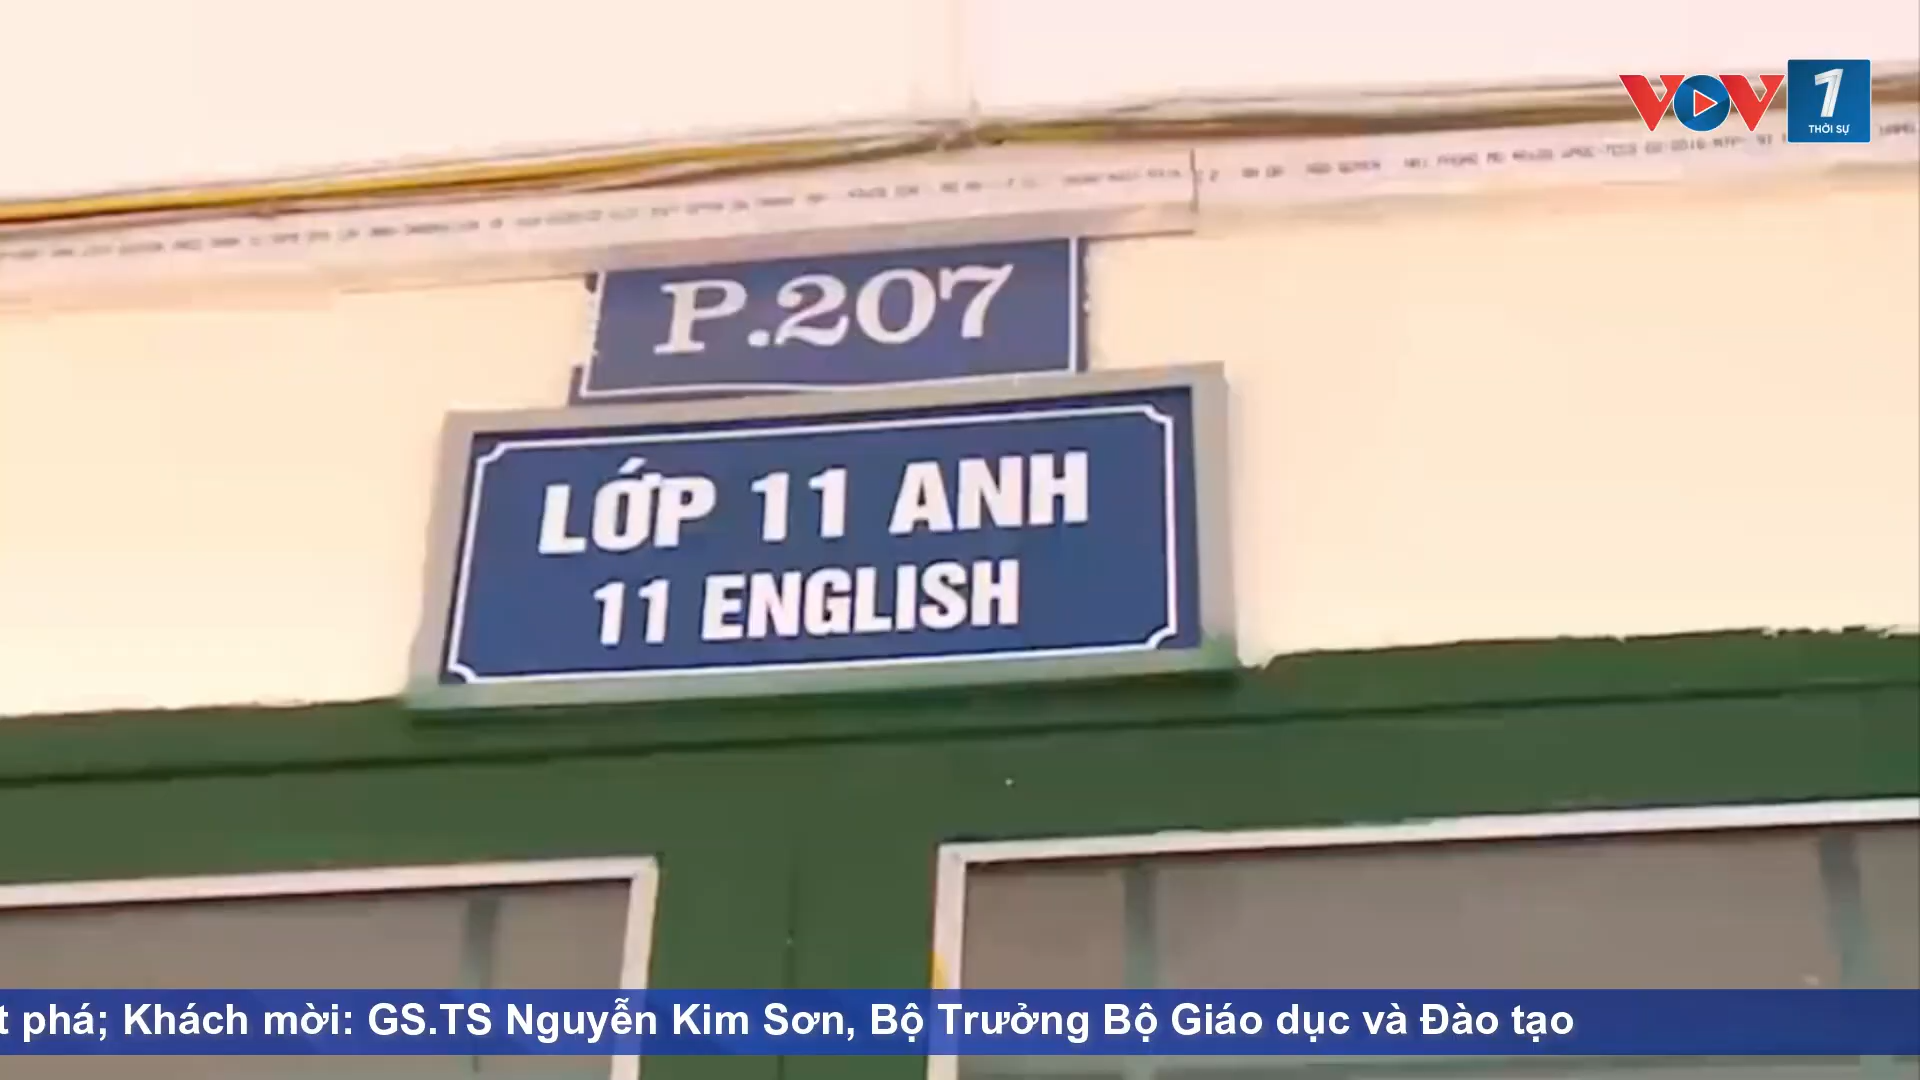 VOV 1
THỜI SỰ
P.207
LỚP 11 ANH
11 ENGLISH
t phá; Khách mời: GS.TS Nguyễn Kim Sơn, Bộ Trưởng Bộ Giáo dục và Đào tạo